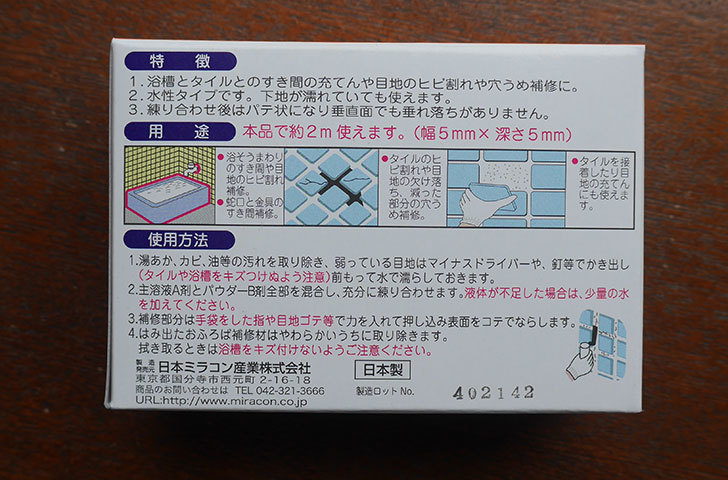 特徴
1. 浴槽とタイルとのすき間の充てんや目地のヒビ割れや穴うめ補修に。
2. 水性タイプです。下地が濡れていても使えます。
3. 練り合わせ後はパテ状になり垂直面でも垂れ落ちがありません。
用途 本品で約2m使えます。(幅5mm×深さ5mm)
●浴そうまわり
のすき間や目
地のヒビ割れ
補修。
●蛇口と金具の
すき間補修。
●タイルのヒ
ビ割れや目
地の欠け落
ち、減った
部分の穴う
め補修。
●タイルを接
着したり目
地の充てん
にも使えま
す。
使用方法
1.湯あか、カビ、油等の汚れを取り除き、弱っている目地はマイナスドライバーや、釘等でかき出し
(タイルや浴槽をキズつけぬよう注意)前もって水で濡らしておきます。
2.主溶液A剤とパウダーB剤全部を混合し、充分に練り合わせます。液体が不足した場合は、少量の水
を加えてください。
3.補修部分は手袋をした指や目地ゴテ等で力を入れて押し込み表面をコテでならします。
4.はみ出たおふろば補修材はやわらかいうちに取り除きます。
拭き取るときは浴槽をキズ付けないようご注意ください。
製造
発売元 日本ミラコン産業株式会社
東京都国分寺市西元町2-16-18
商品のお問い合わせは TEL 042-321-3666
URL:http://www.miracon.co.jp
日本製
製造ロットNo. 402142